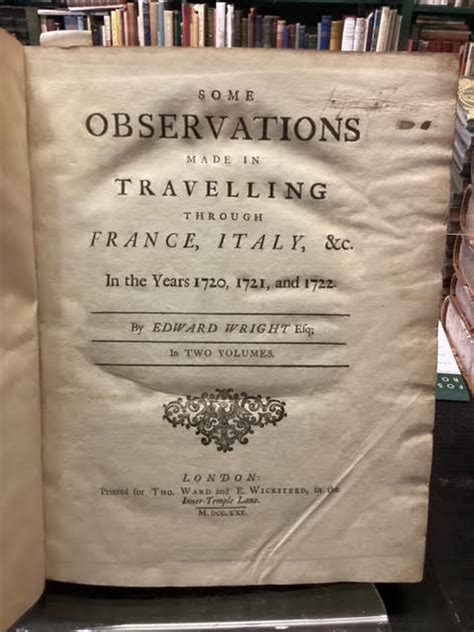 SOME
OBSERVATIONS
MADE IN
TRAVELLING
THROUGH
FRANCE, ITALY, &c.
In the Years 1720, 1721, and 1722.
By EDWARD WRIGHT Esq;
In TWO VOLUMES.
LONDON:
Printed for THO. WARD and E. WICKSTEED, in the
Inner-Temple Lane.
M.DCC.XXX.